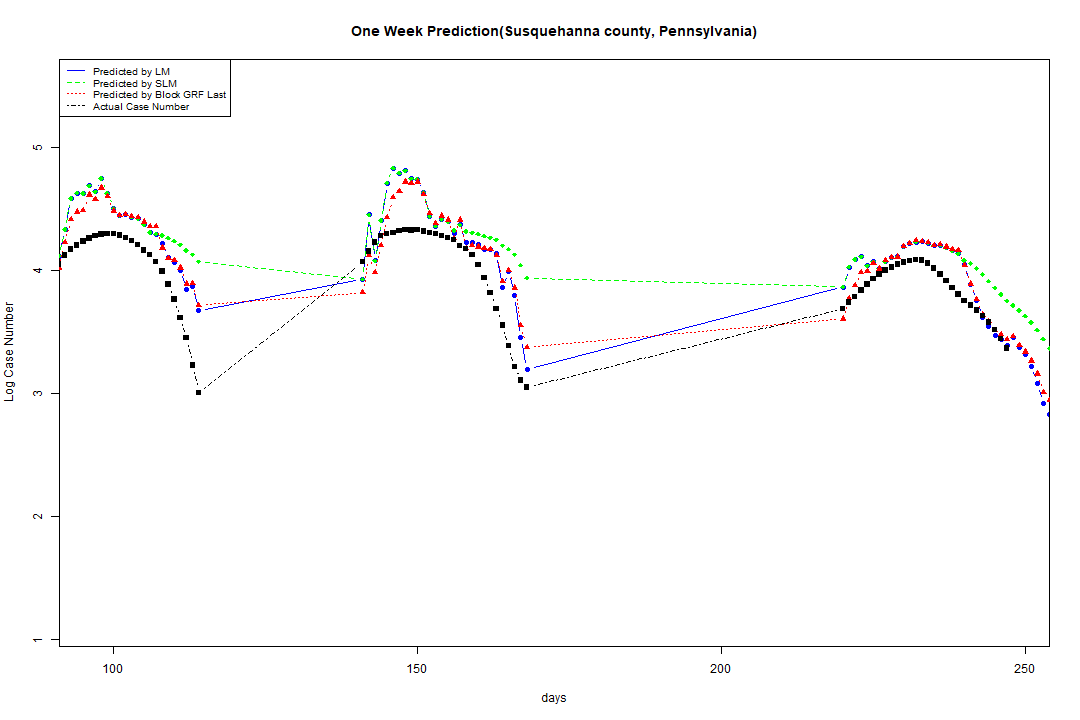 One Week Prediction(Susquehanna county, Pennsylvania)
Predicted by LM
Predicted by SLM
Predicted by Block GRF Last
Actual Case Number
5
4
3
2
1
Log Case Number
100 150 200 250
days